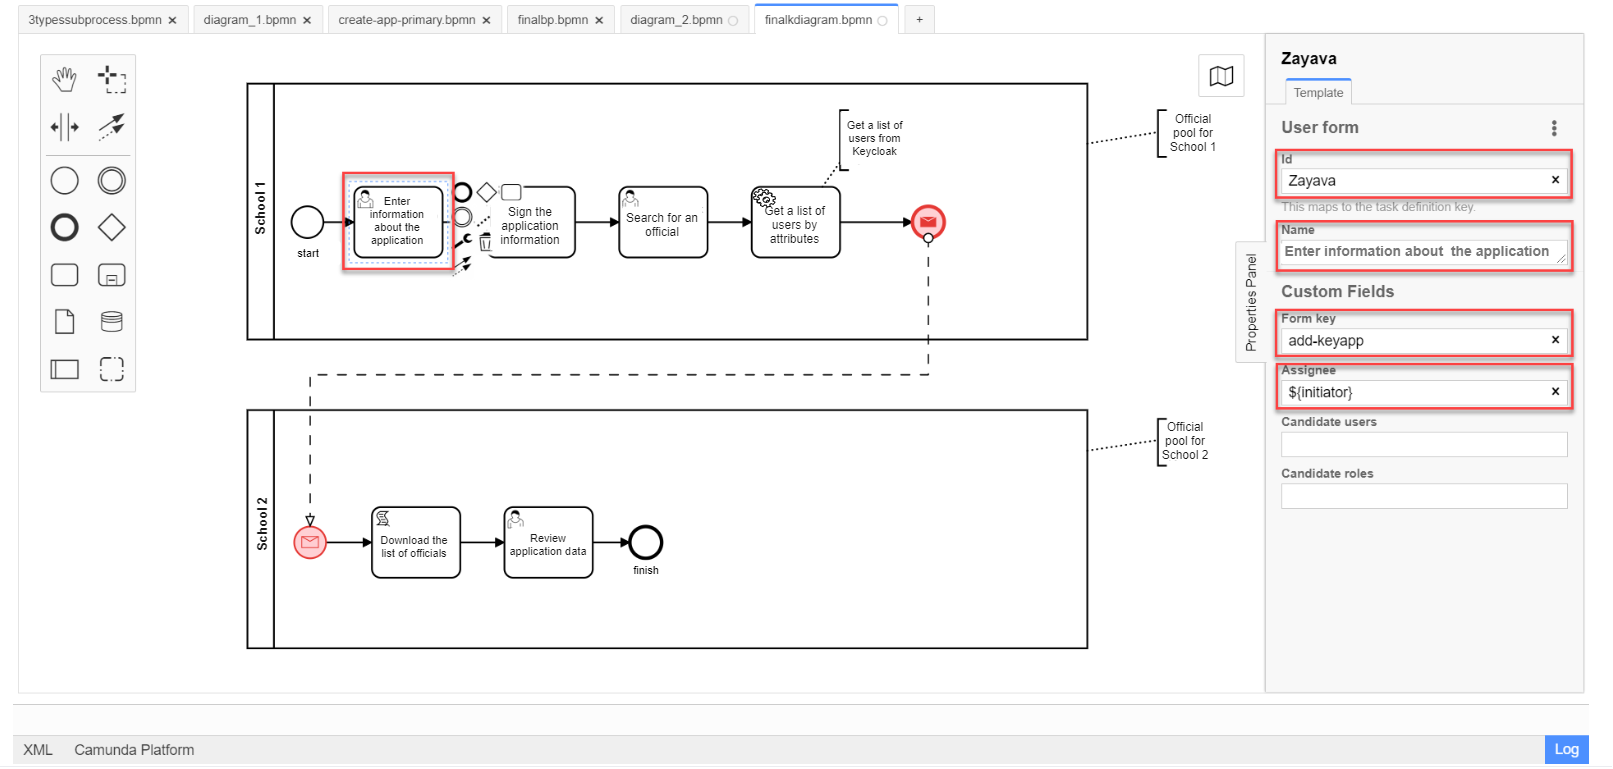 3typessubprocess.bpmn ×
diagram_1.bpmn ×
create-app-primary.bpmn ×
finalbp.bpmn ×
diagram_2.bpmn
finalkdiagram.bpmn
+
School 1
start
Enter
information
about the
application
Sign the
application
information
Search for an
official
Get a list of
users by
attributes
Get a list of
users from
Keycloak
Official
pool for
School 1
School 2
Download the
list of officials
Review
application data
finish
Official
pool for
School 2
Properties Panel
Zayava
Template
User form
Id
Zayava ×
This maps to the task definition key.
Name
Enter information about  the application
Custom Fields
Form key
add-keyapp ×
Assignee
${initiator} ×
Candidate users
Candidate roles
XML Camunda Platform Log